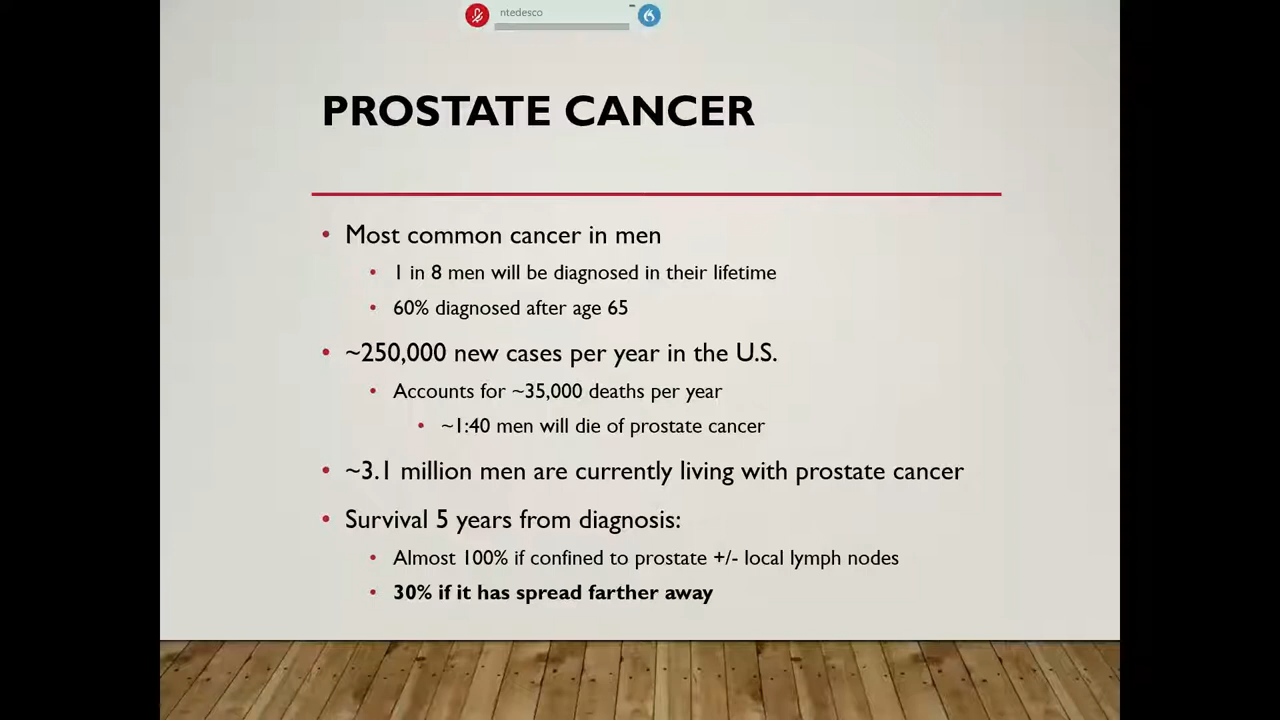 ntedesco
PROSTATE CANCER
• Most common cancer in men
• 1 in 8 men will be diagnosed in their lifetime
• 60% diagnosed after age 65
• ~250,000 new cases per year in the U.S.
• Accounts for ~35,000 deaths per year
• ~1:40 men will die of prostate cancer
• ~3.1 million men are currently living with prostate cancer
• Survival 5 years from diagnosis:
• Almost 100% if confined to prostate +/- local lymph nodes
• 30% if it has spread farther away